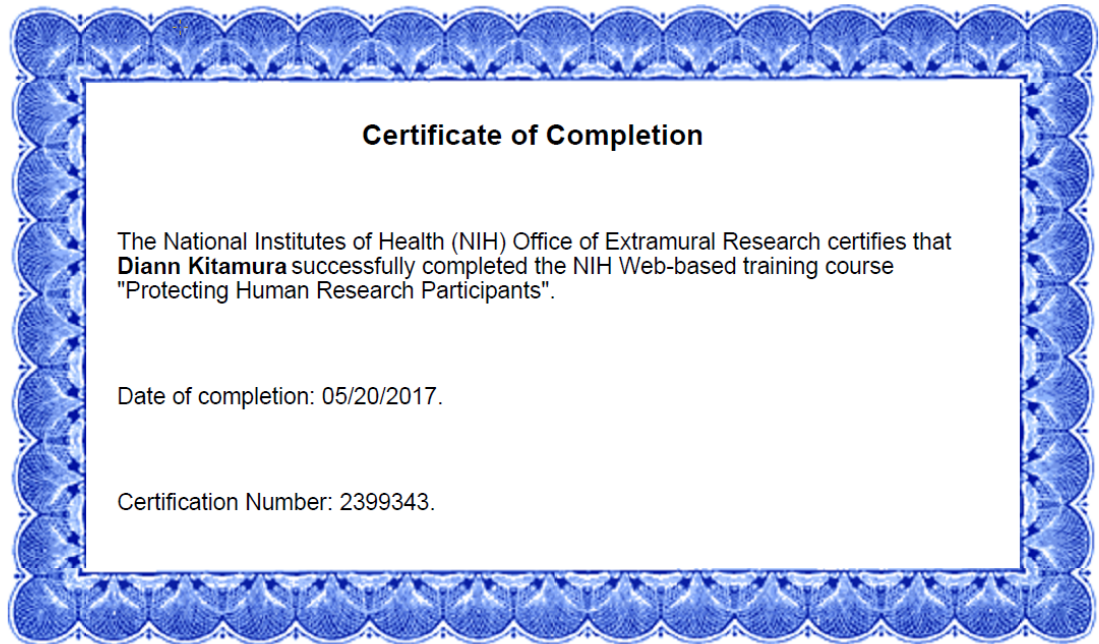 Certificate of Completion
The National Institutes of Health (NIH) Office of Extramural Research certifies that
Diann Kitamura successfully completed the NIH Web-based training course
"Protecting Human Research Participants".
Date of completion: 05/20/2017.
Certification Number: 2399343.